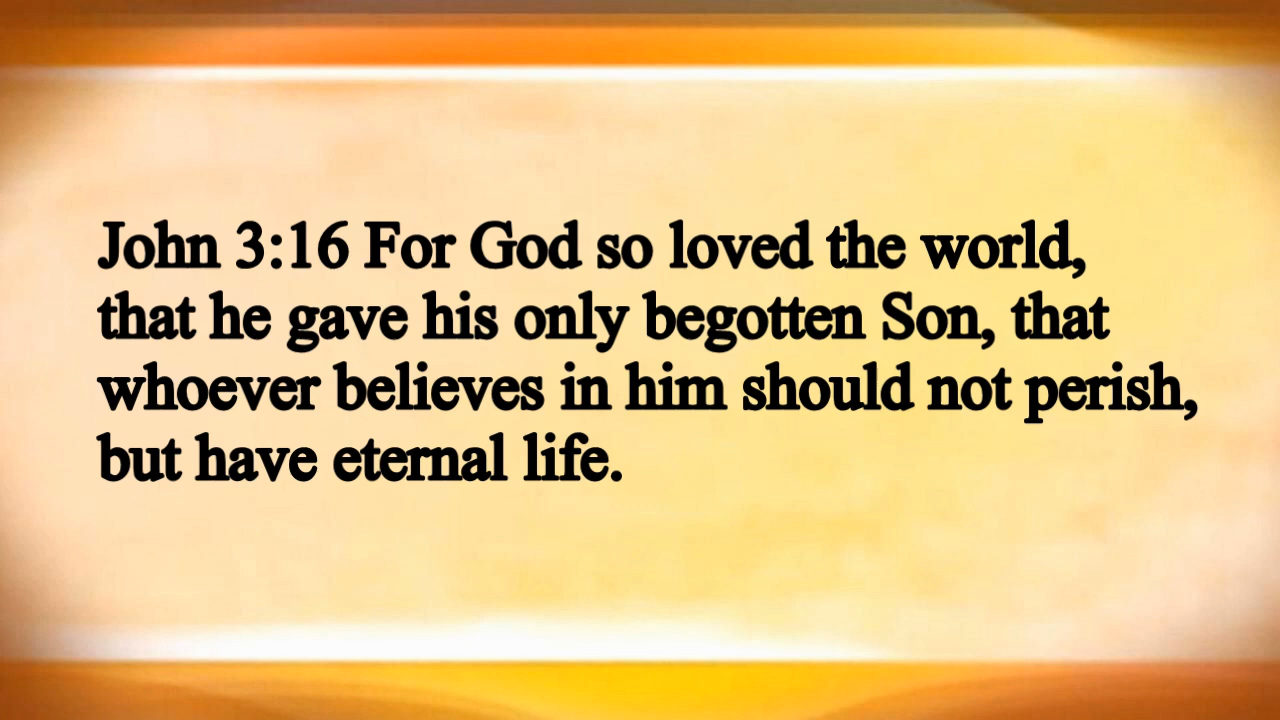 John 3:16 For God so loved the world,
that he gave his only begotten Son, that
whoever believes in him should not perish,
but have eternal life.